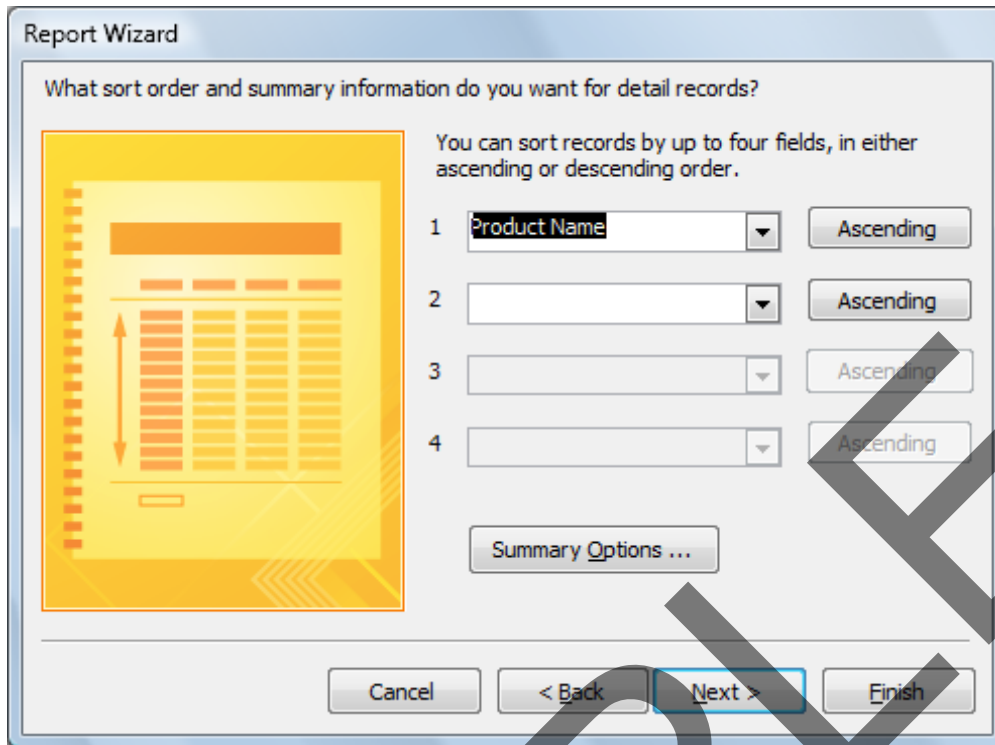 Report Wizard
What sort order and summary information do you want for detail records?
You can sort records by up to four fields, in either
ascending or descending order.
1 Product Name Ascending
2 Ascending
3 Ascending
4 Ascending
Summary Options ...
Cancel < Back Next > Finish